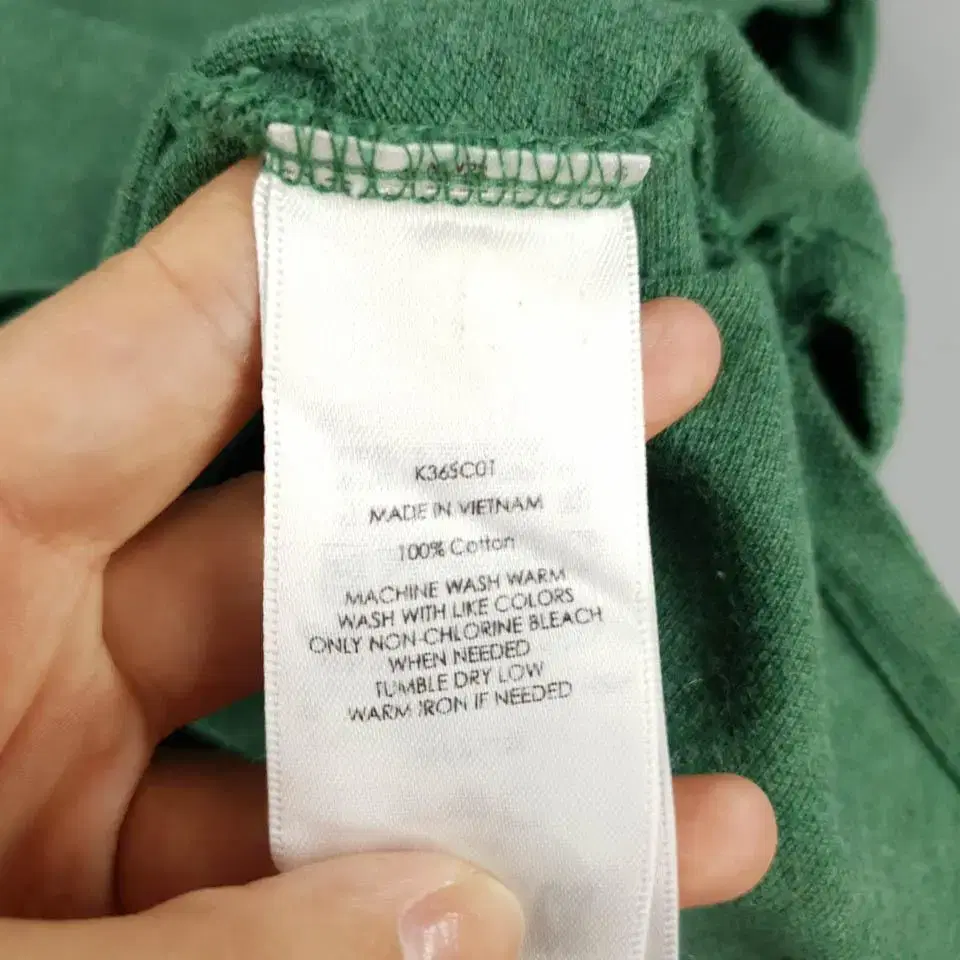 K365C01
MADE IN VIETNAM
100% Cotton
MACHINE WASH WARM
WASH WITH LIKE COLORS
ONLY NON-CHLORINE BLEACH
WHEN NEEDED
TUMBLE DRY LOW
WARM IRON IF NEEDED